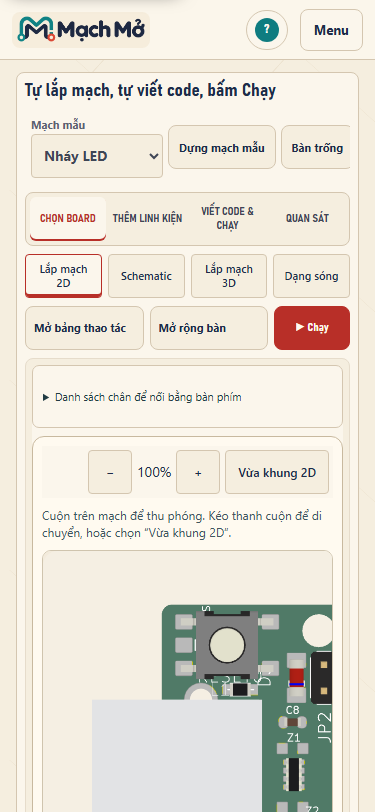 Mạch Mở
?
Menu
Tự lắp mạch, tự viết code, bấm Chạy
Mạch mẫu
Nháy LED
Dựng mạch mẫu
Bàn trống
CHỌN BOARD
THÊM LINH KIỆN
VIẾT CODE &
CHẠY
QUAN SÁT
Lắp mạch
2D
Schematic
Lắp mạch
3D
Dạng sóng
Mở bảng thao tác
Mở rộng bàn
Chạy
Danh sách chân để nối bằng bàn phím
−
100%
+
Vừa khung 2D
Cuộn trên mạch để thu phóng. Kéo thanh cuộn để di
chuyển, hoặc chọn “Vừa khung 2D”.
C8
JP2
Z1